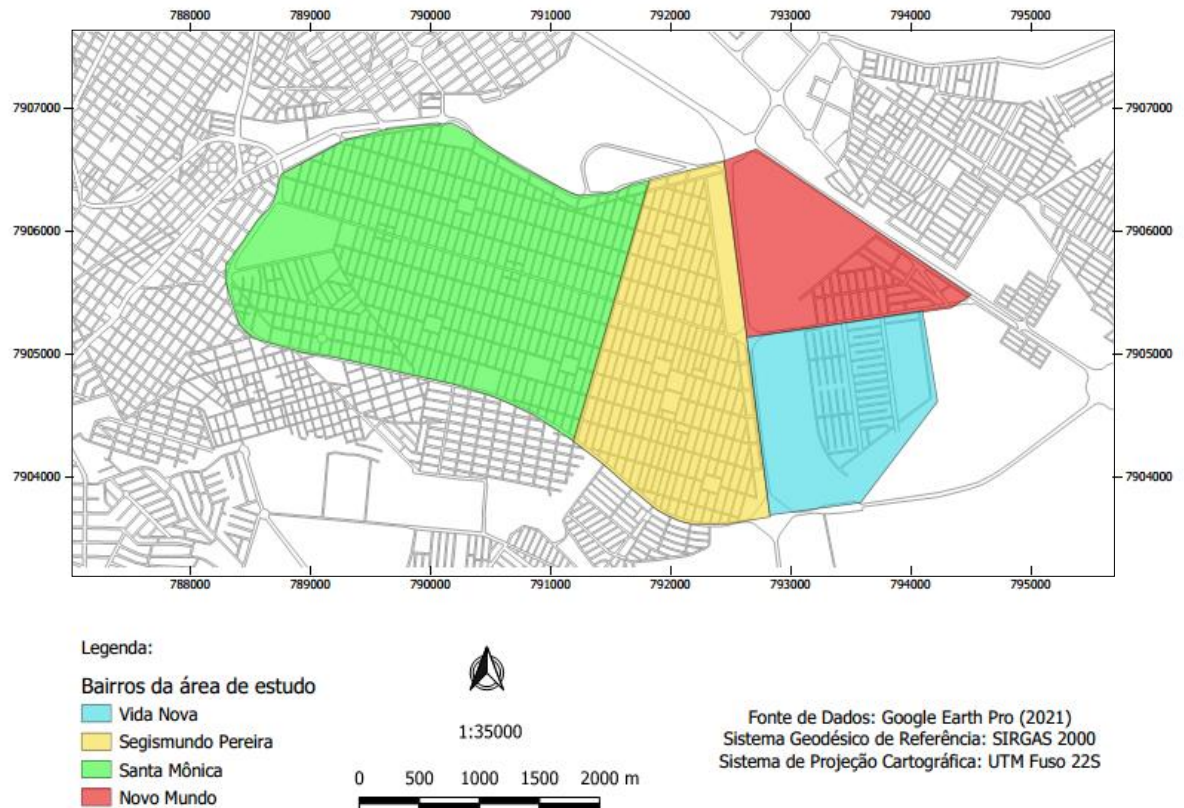 788000 789000 790000 791000 792000 793000 794000 795000
7907000 7907000
7906000 7906000
7905000 7905000
7904000 7904000
788000 789000 790000 791000 792000 793000 794000 795000
Legenda:
Bairros da área de estudo
Vida Nova
Segismundo Pereira
Santa Mônica
Novo Mundo
1:35000
0 500 1000 1500 2000 m
Fonte de Dados: Google Earth Pro (2021)
Sistema Geodésico de Referência: SIRGAS 2000
Sistema de Projeção Cartográfica: UTM Fuso 22S